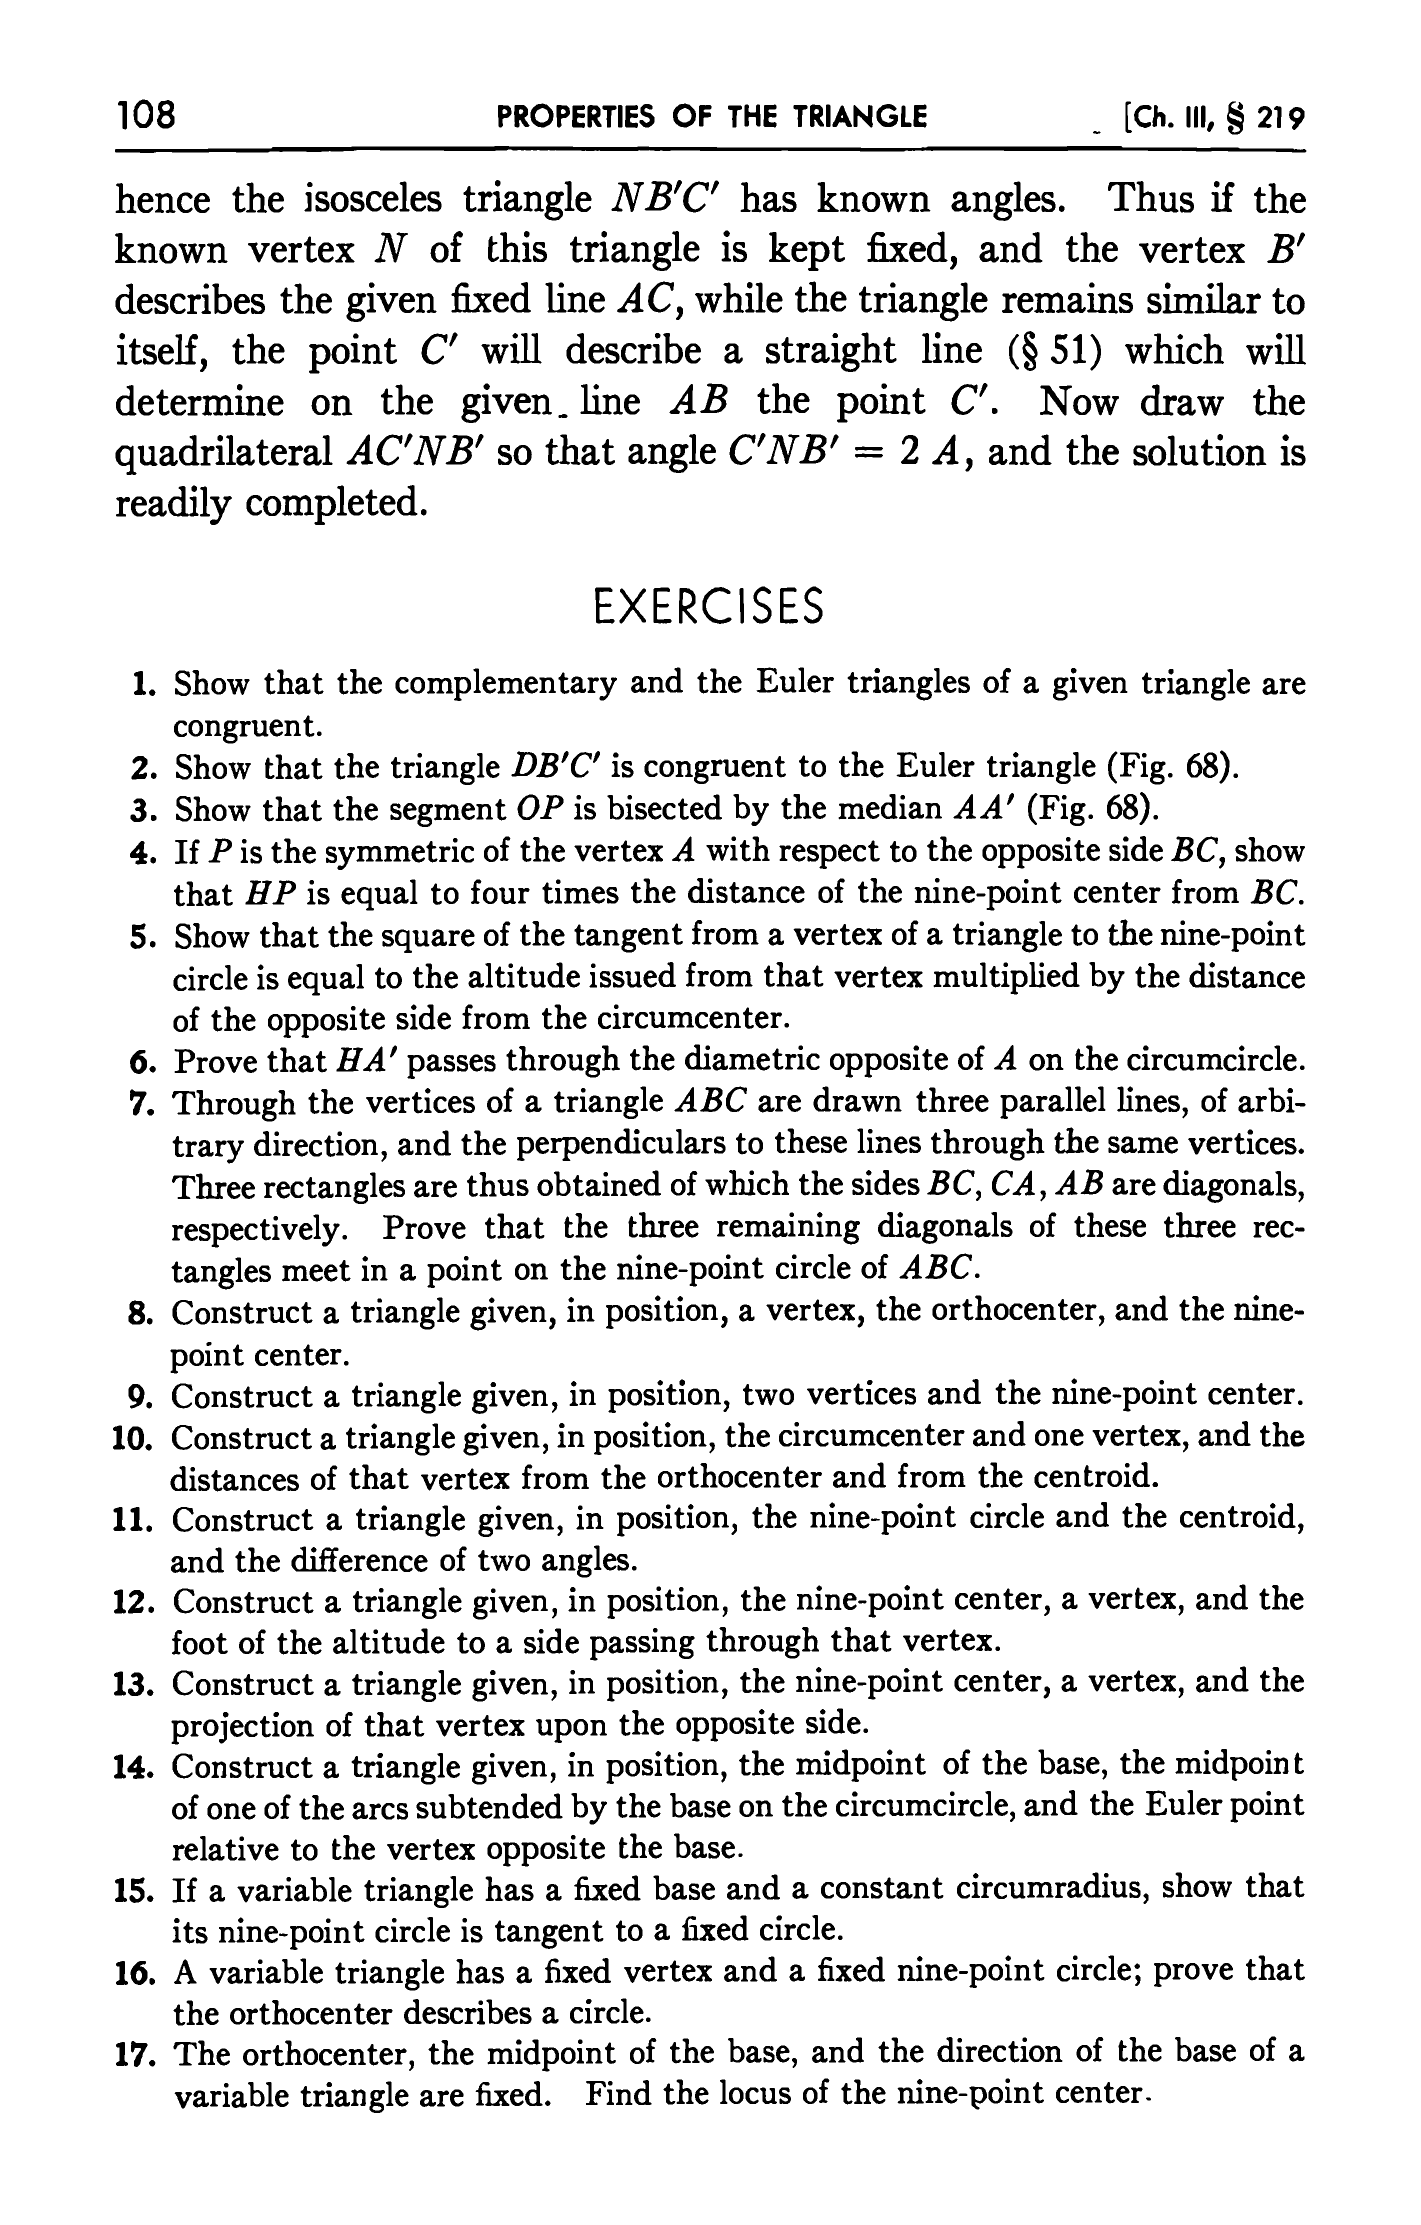 108 PROPERTIES OF THE TRIANGLE [Ch. III, § 219
hence the isosceles triangle NB′C′ has known angles. Thus if the
known vertex N of this triangle is kept fixed, and the vertex B′
describes the given fixed line AC, while the triangle remains similar to
itself, the point C′ will describe a straight line (§ 51) which will
determine on the given line AB the point C′. Now draw the
quadrilateral AC′NB′ so that angle C′NB′ = 2 A, and the solution is
readily completed.
EXERCISES
1. Show that the complementary and the Euler triangles of a given triangle are
congruent.
2. Show that the triangle DB′C′ is congruent to the Euler triangle (Fig. 68).
3. Show that the segment OP is bisected by the median AA′ (Fig. 68).
4. If P is the symmetric of the vertex A with respect to the opposite side BC, show
that HP is equal to four times the distance of the nine-point center from BC.
5. Show that the square of the tangent from a vertex of a triangle to the nine-point
circle is equal to the altitude issued from that vertex multiplied by the distance
of the opposite side from the circumcenter.
6. Prove that HA′ passes through the diametric opposite of A on the circumcircle.
7. Through the vertices of a triangle ABC are drawn three parallel lines, of arbi-
trary direction, and the perpendiculars to these lines through the same vertices.
Three rectangles are thus obtained of which the sides BC, CA, AB are diagonals,
respectively. Prove that the three remaining diagonals of these three rec-
tangles meet in a point on the nine-point circle of ABC.
8. Construct a triangle given, in position, a vertex, the orthocenter, and the nine-
point center.
9. Construct a triangle given, in position, two vertices and the nine-point center.
10. Construct a triangle given, in position, the circumcenter and one vertex, and the
distances of that vertex from the orthocenter and from the centroid.
11. Construct a triangle given, in position, the nine-point circle and the centroid,
and the difference of two angles.
12. Construct a triangle given, in position, the nine-point center, a vertex, and the
foot of the altitude to a side passing through that vertex.
13. Construct a triangle given, in position, the nine-point center, a vertex, and the
projection of that vertex upon the opposite side.
14. Construct a triangle given, in position, the midpoint of the base, the midpoint
of one of the arcs subtended by the base on the circumcircle, and the Euler point
relative to the vertex opposite the base.
15. If a variable triangle has a fixed base and a constant circumradius, show that
its nine-point circle is tangent to a fixed circle.
16. A variable triangle has a fixed vertex and a fixed nine-point circle; prove that
the orthocenter describes a circle.
17. The orthocenter, the midpoint of the base, and the direction of the base of a
variable triangle are fixed. Find the locus of the nine-point center.